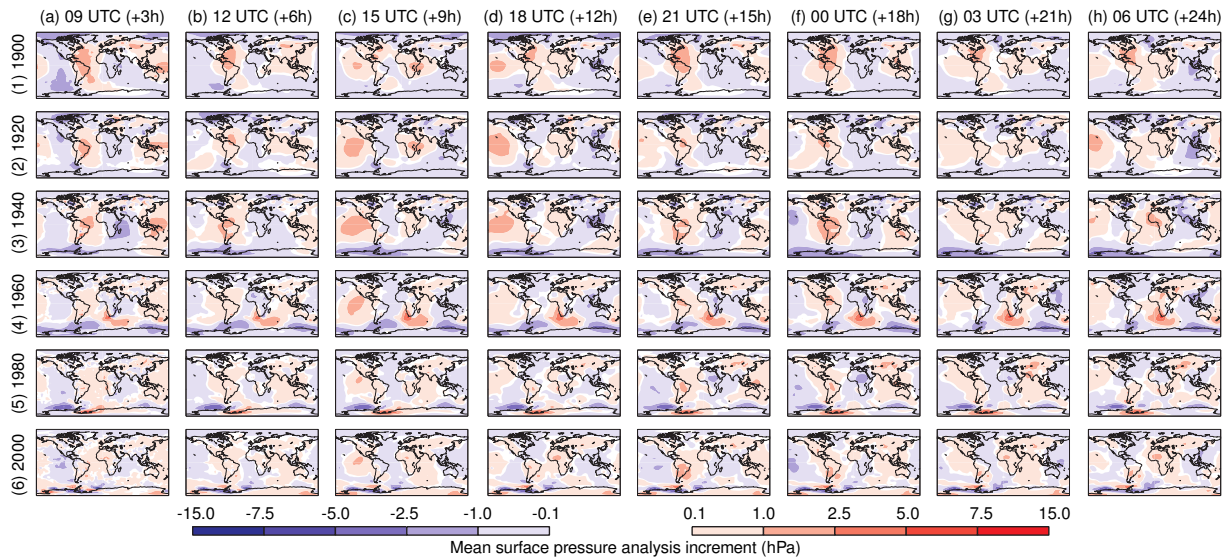 (a) 09 UTC (+3h) (b) 12 UTC (+6h) (c) 15 UTC (+9h) (d) 18 UTC (+12h) (e) 21 UTC (+15h) (f) 00 UTC (+18h) (g) 03 UTC (+21h) (h) 06 UTC (+24h)
(1) 1900
(2) 1920
(3) 1940
(4) 1960
(5) 1980
(6) 2000
-15.0 -7.5 -5.0 -2.5 -1.0 -0.1 0.1 1.0 2.5 5.0 7.5 15.0
Mean surface pressure analysis increment (hPa)